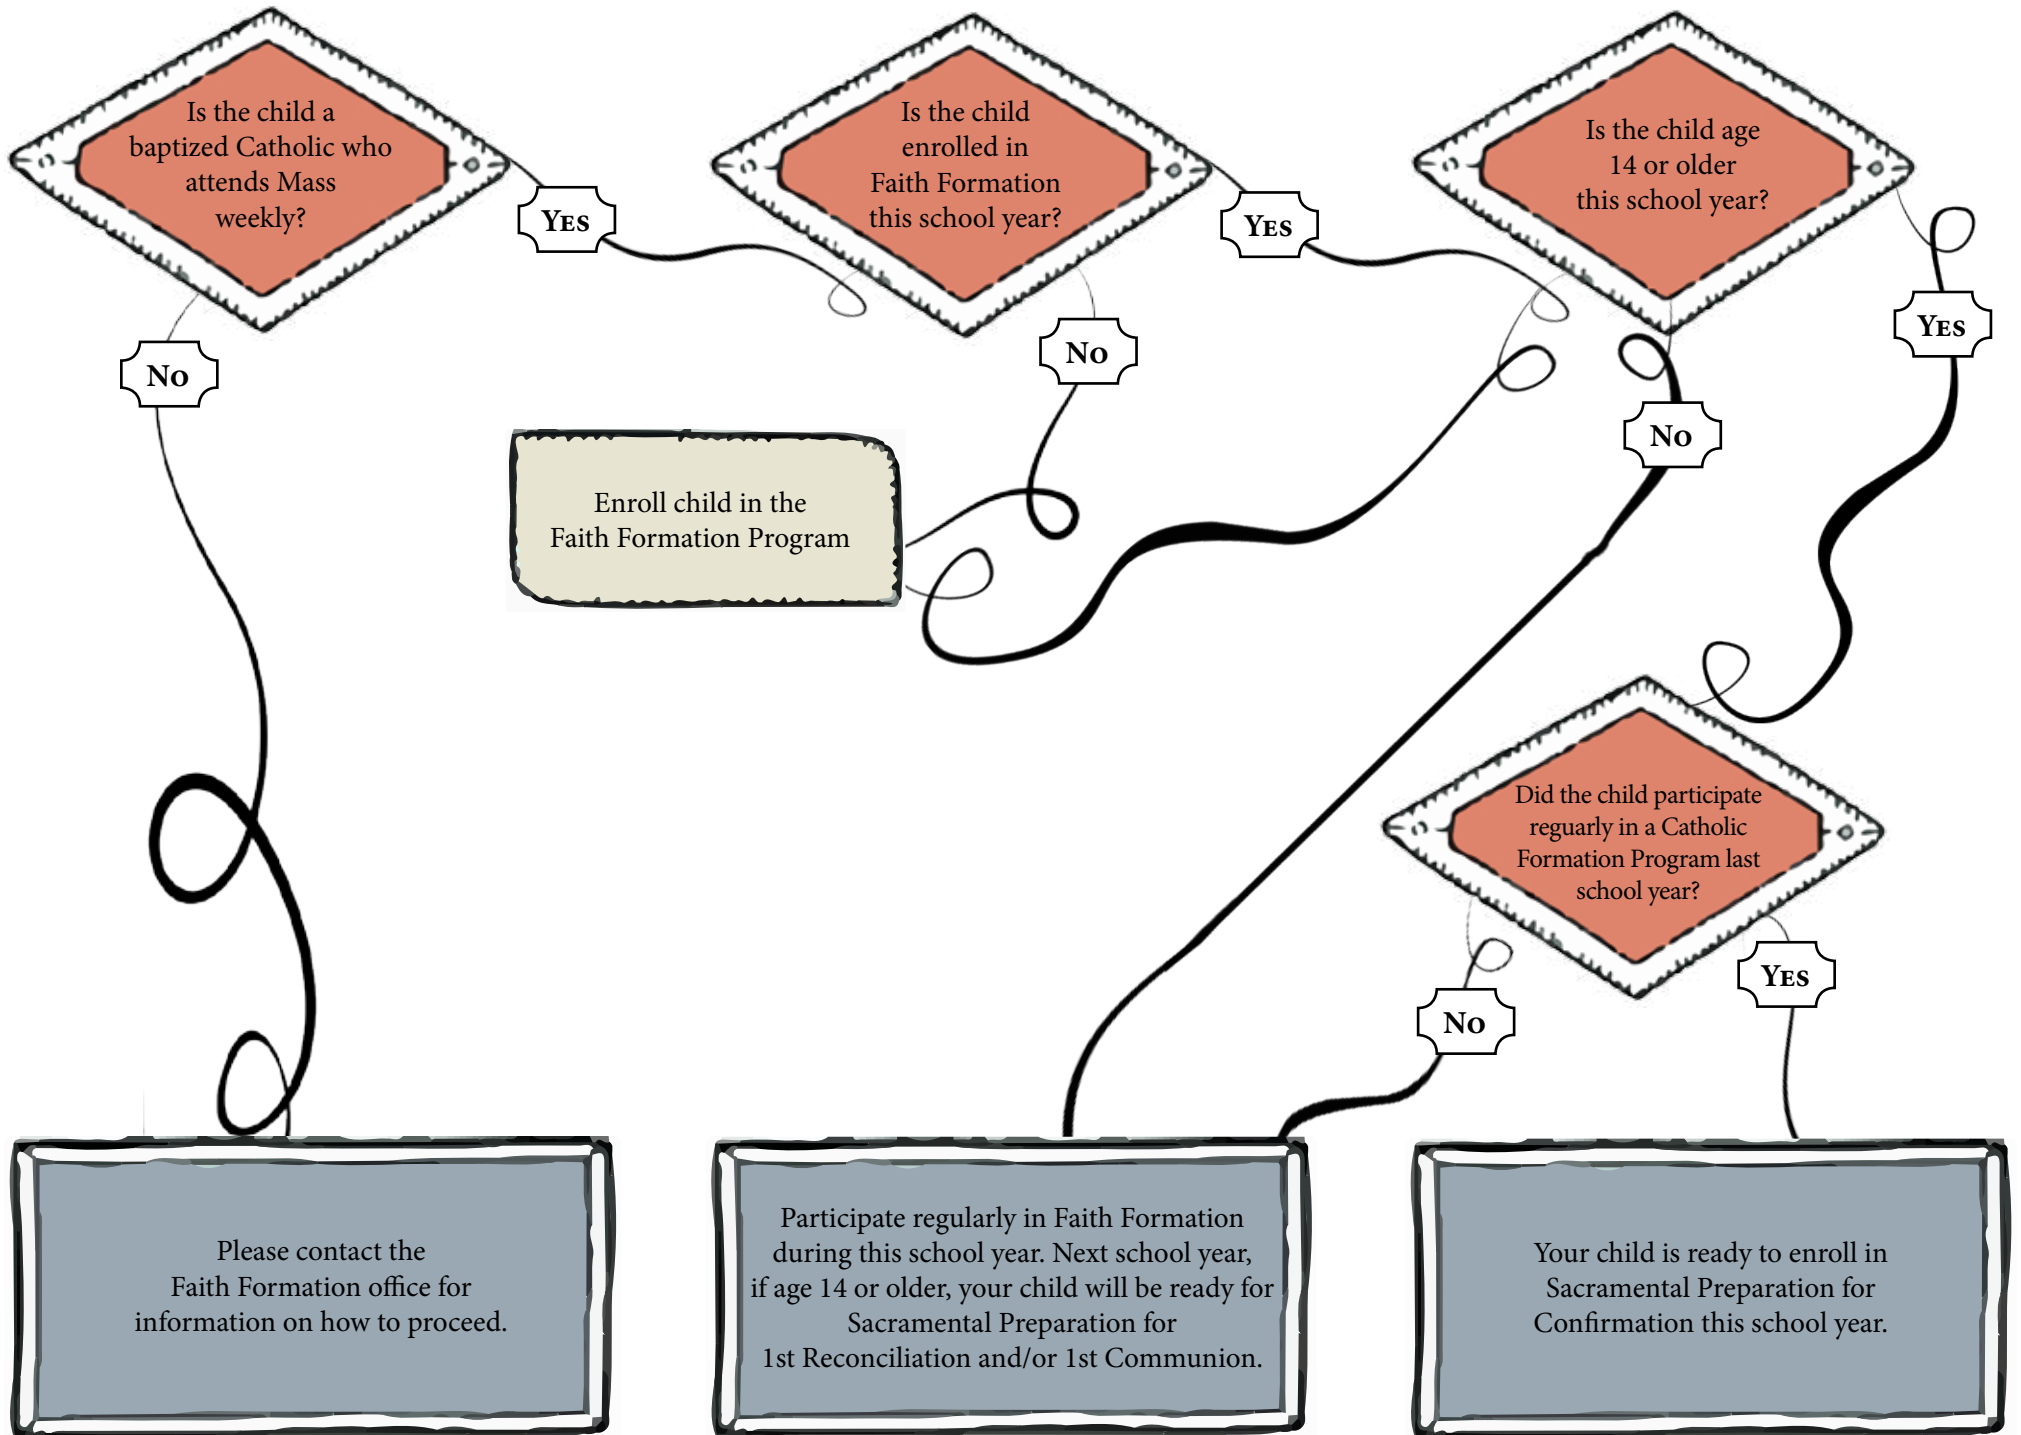 Is the child a
baptized Catholic who
attends Mass
weekly?
Yes
No
Is the child
enrolled in
Faith Formation
this school year?
Yes
No
Is the child age
14 or older
this school year?
Yes
No
Enroll child in the
Faith Formation Program
Did the child participate
reguarly in a Catholic
Formation Program last
school year?
No
Yes
Please contact the
Faith Formation office for
information on how to proceed.
Participate regularly in Faith Formation
during this school year. Next school year,
if age 14 or older, your child will be ready for
Sacramental Preparation for
1st Reconciliation and/or 1st Communion.
Your child is ready to enroll in
Sacramental Preparation for
Confirmation this school year.